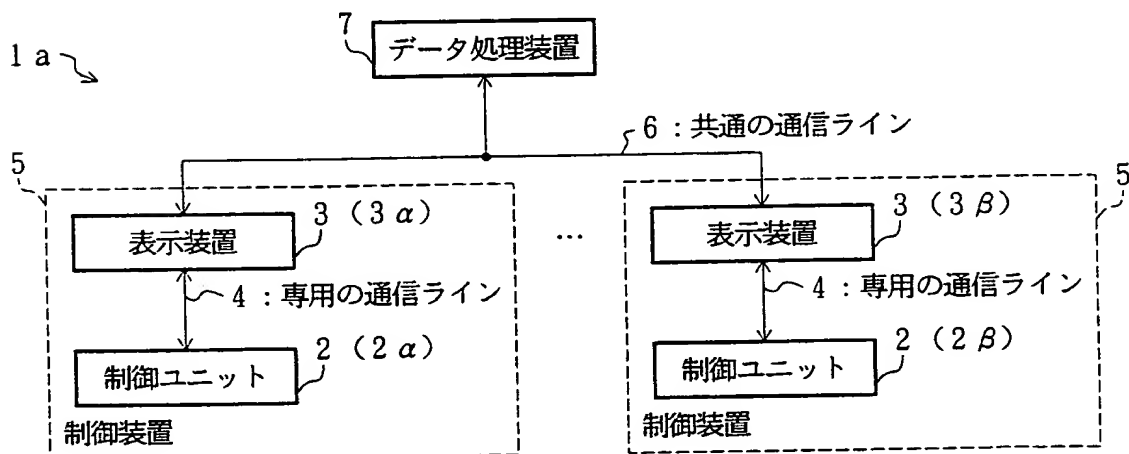 1a
7
データ処理装置
6：共通の通信ライン
5
5
表示装置
3（3α）
…
表示装置
3（3β）
4：専用の通信ライン
4：専用の通信ライン
制御ユニット
2（2α）
制御ユニット
2（2β）
制御装置
制御装置